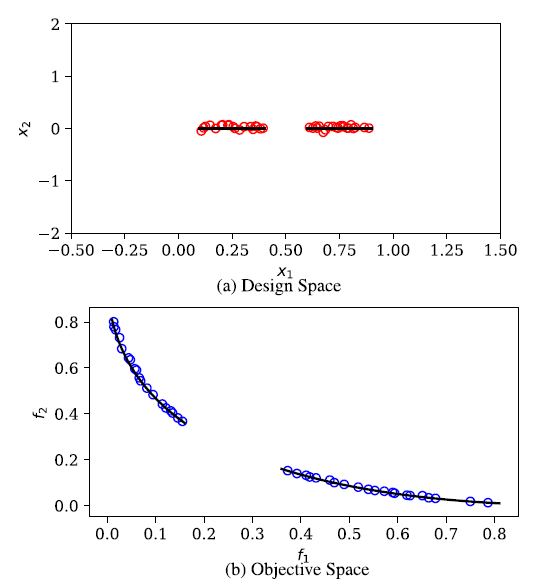 2
1
0
−1
−2
x₂
−0.50 −0.25 0.00 0.25 0.50 0.75 1.00 1.25 1.50
x₁
(a) Design Space
0.8
0.6
0.4
0.2
0.0
f₂
0.0 0.1 0.2 0.3 0.4 0.5 0.6 0.7 0.8
f₁
(b) Objective Space